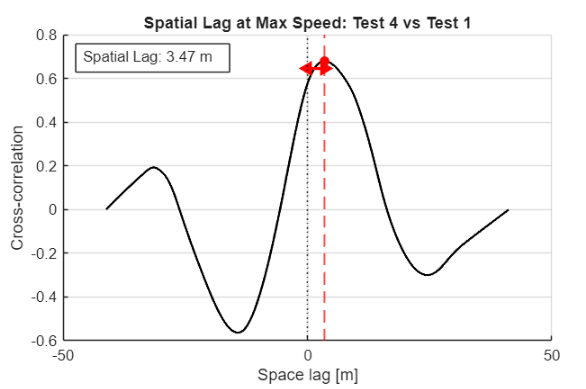 Spatial Lag at Max Speed: Test 4 vs Test 1
Spatial Lag: 3.47 m
Cross-correlation
0.8
0.6
0.4
0.2
0
-0.2
-0.4
-0.6
-50
0
50
Space lag [m]